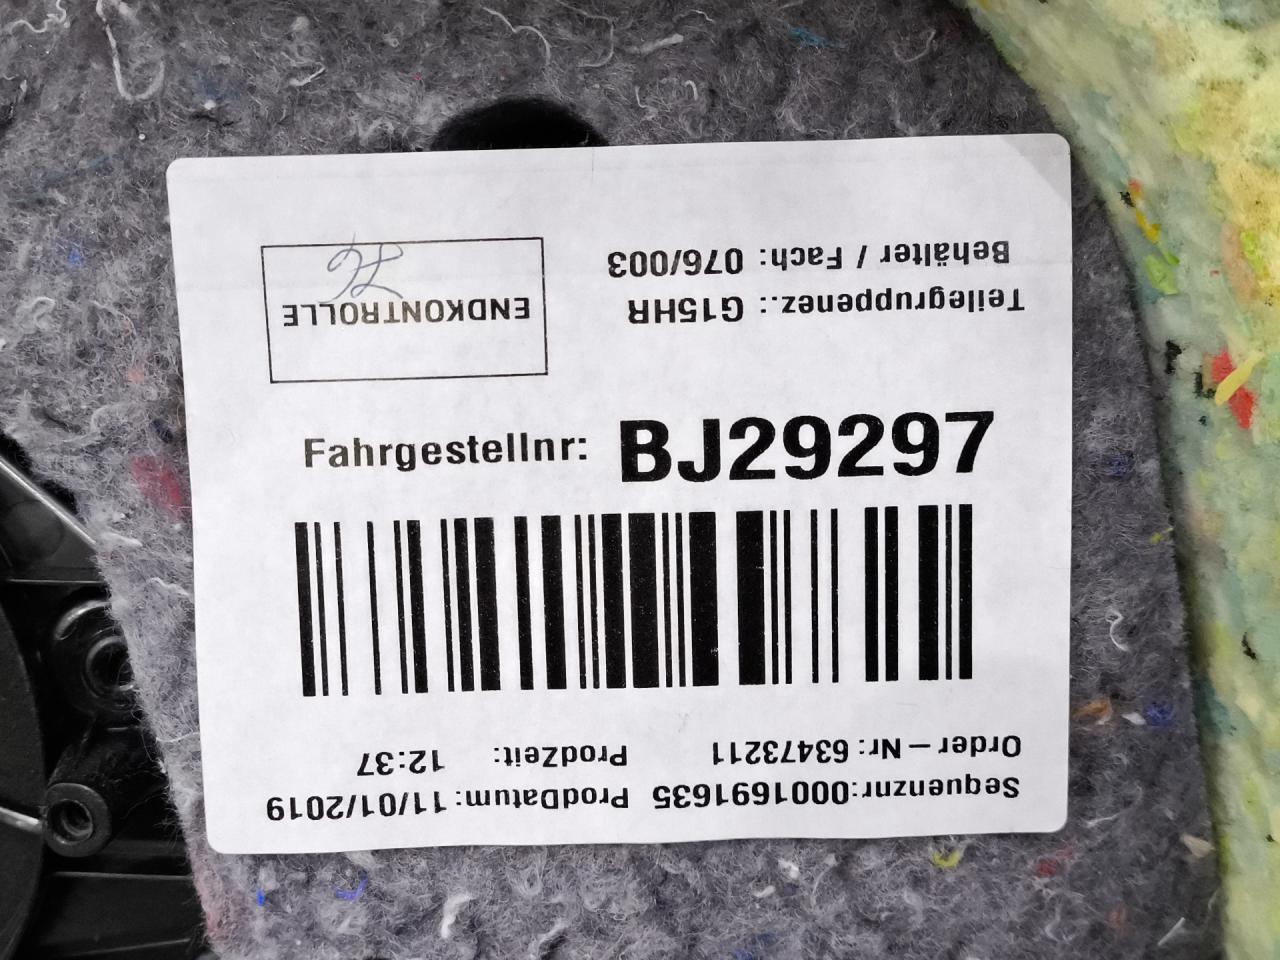 Behälter / Fach: 076/003
Teilegruppenez.: G15HR
ENDKONTROLLE
Fahrgestellnr: BJ29297
Order – Nr: 63473211 ProdZeit: 12:37
Sequenznr:0001691635 ProdDatum: 11/01/2019